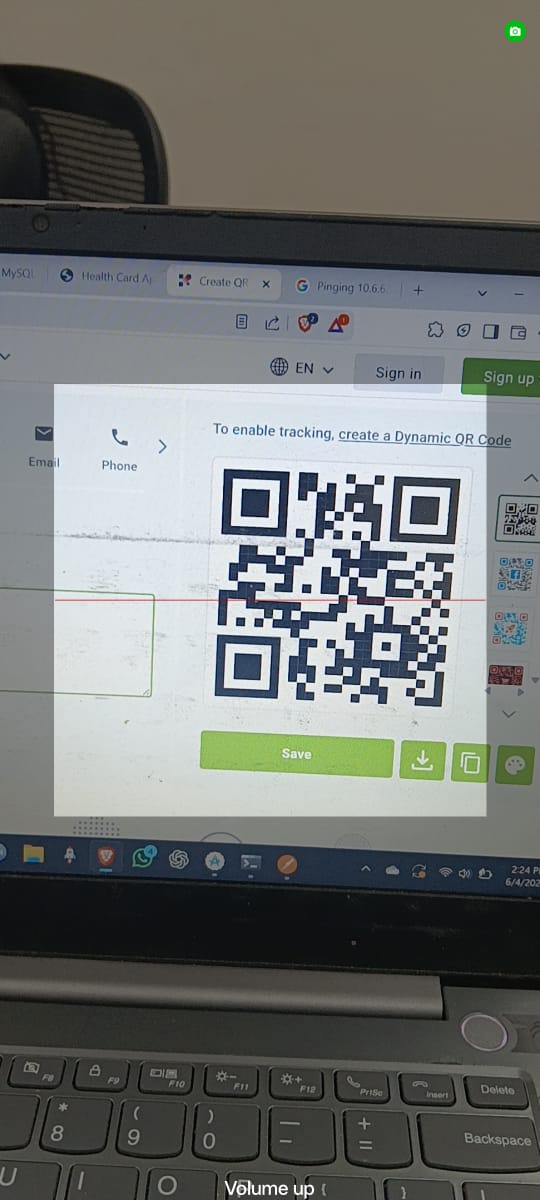 MySQL
Health Card Ap
Create QR
Pinging 10.6.6.
EN
Sign in
Sign up
Email
Phone
To enable tracking, create a Dynamic QR Code
Save
2:24 P
6/4/202
F8
F9
F10
F11
F12
PrtSc
Insert
Delete
* 8
( 9
) 0
— -
+ =
Backspace
U
I
O
{
}
Volume up